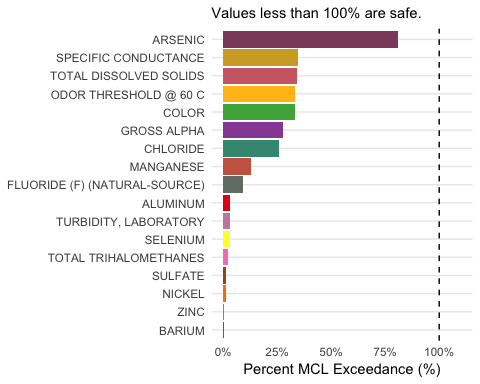 Values less than 100% are safe.
ARSENIC
SPECIFIC CONDUCTANCE
TOTAL DISSOLVED SOLIDS
ODOR THRESHOLD @ 60 C
COLOR
GROSS ALPHA
CHLORIDE
MANGANESE
FLUORIDE (F) (NATURAL-SOURCE)
ALUMINUM
TURBIDITY, LABORATORY
SELENIUM
TOTAL TRIHALOMETHANES
SULFATE
NICKEL
ZINC
BARIUM
0% 25% 50% 75% 100%
Percent MCL Exceedance (%)